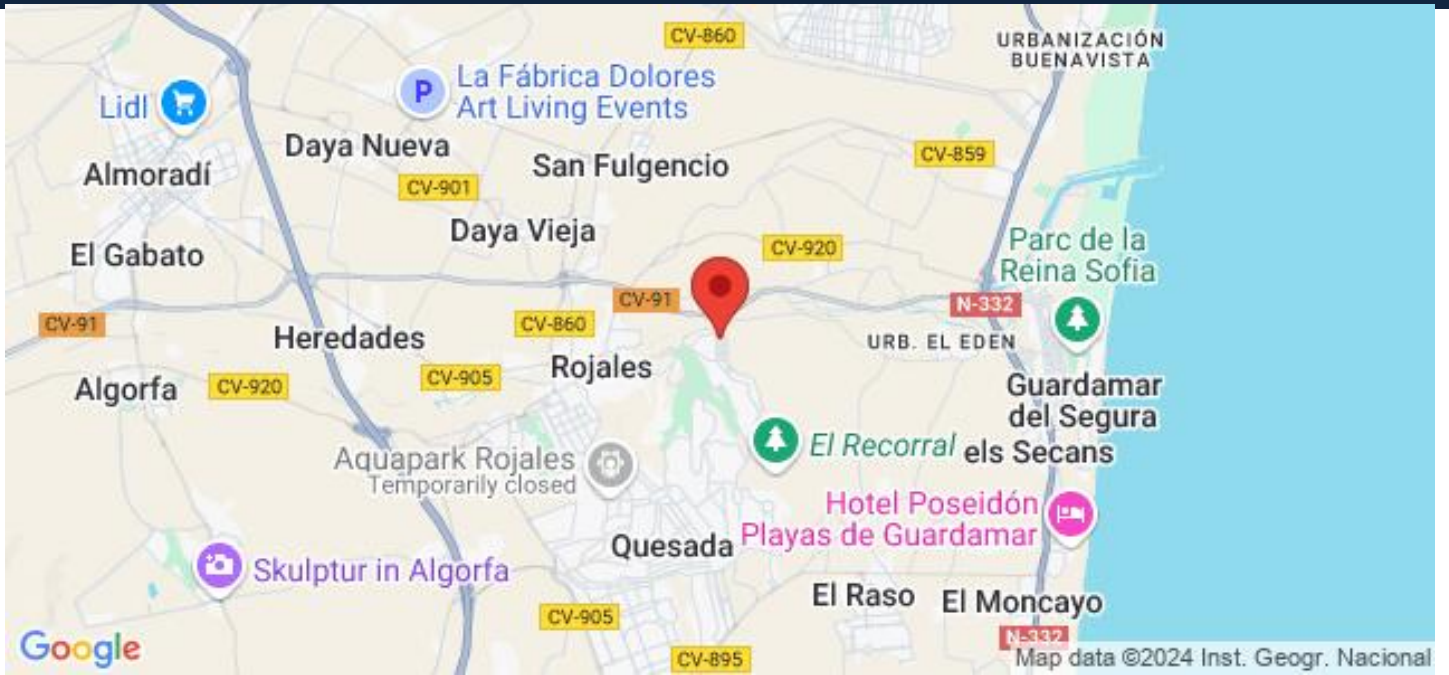 CV-860
URBANIZACIÓN
BUENAVISTA
La Fábrica Dolores
Art Living Events
P
Lidl
Daya Nueva
San Fulgencio
CV-859
Almoradí
CV-901
Daya Vieja
El Gabato
CV-920
Parc de la
Reina Sofia
CV-91
N-332
CV-91
CV-860
Heredades
URB. EL EDEN
Rojales
CV-905
Algorfa
CV-920
Guardamar
del Segura
El Recorral
els Secans
Aquapark Rojales
Temporarily closed
Hotel Poseidón
Playas de Guardamar
Quesada
Skulptur in Algorfa
El Raso
El Moncayo
CV-905
N-332
Google
CV-895
Map data ©2024 Inst. Geogr. Nacional